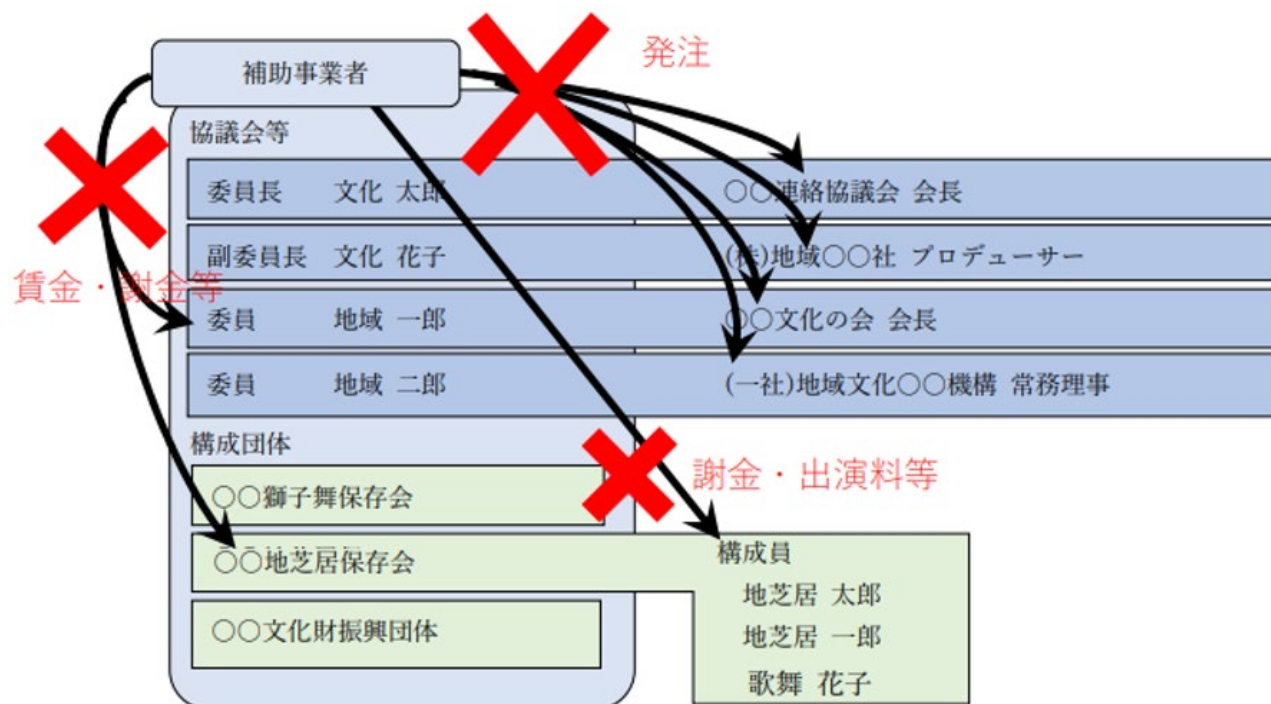 発注
補助事業者
協議会等
委員長 文化 太郎 ○○連絡協議会 会長
副委員長 文化 花子 (株)地域○○社 プロデューサー
賃金・謝金等
委員 地域 一郎 ○○文化の会 会長
委員 地域 二郎 (一社)地域文化○○機構 常務理事
構成団体
○○獅子舞保存会
謝金・出演料等
○○地芝居保存会
構成員
地芝居 太郎
地芝居 一郎
歌舞 花子
○○文化財振興団体